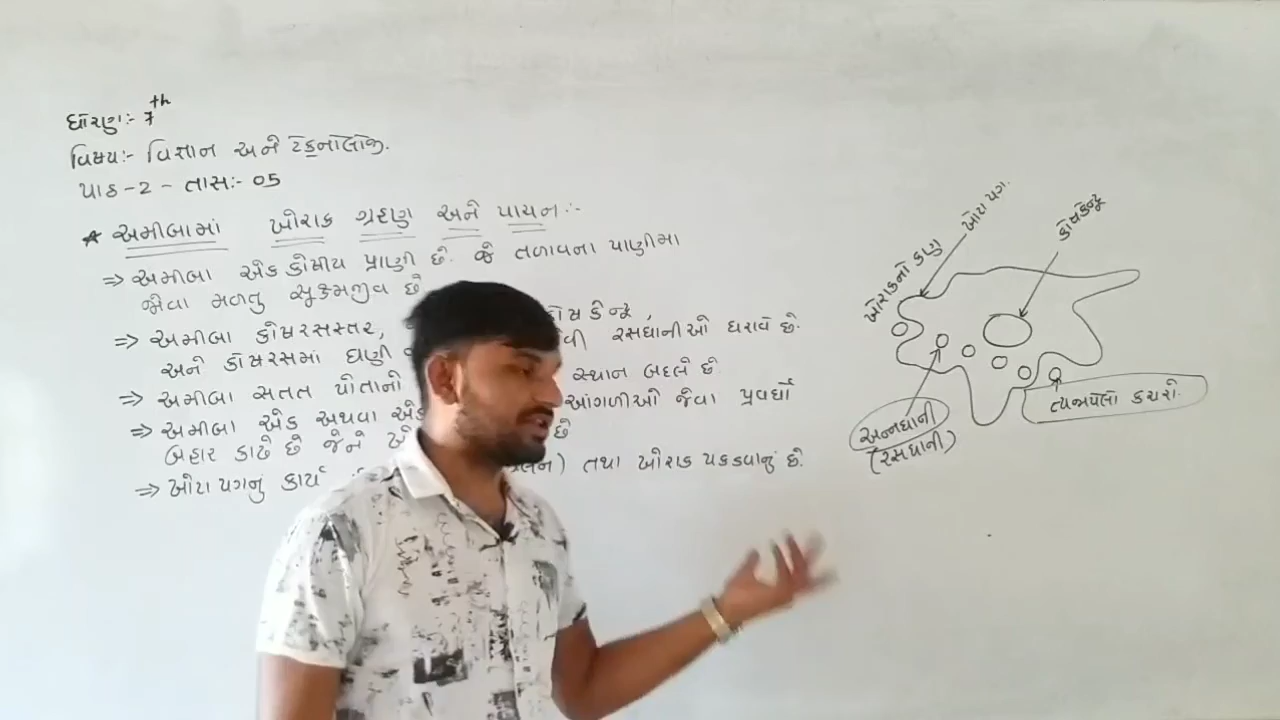 ધોરણ:- 7th
વિષય:- વિજ્ઞાન અને ટેકનોલોજી.
પાઠ-2 - તાસ:- 05
* અમીબામાં ખોરાક ગ્રહણ અને પાચન :-
⇒ અમીબા એકકોષીય પ્રાણી છે. જે તળાવના પાણીમા
જોવા મળતુ સૂક્ષ્મજીવ છે
⇒ અમીબા કોષરસસ્તર, કોષકેન્દ્ર,
અને કોષરસમાં ઘણી રસધાનીઓ ધરાવે છે.
⇒ અમીબા સતત પોતાનો સ્થાન બદલે છે.
⇒ અમીબા એક અથવા આંગળીઓ જેવા પ્રવર્ધો
બહાર કાઢે છે જેને છે
⇒ ખોટા પગનું કાર્ય તથા ખોરાક પકડવાનું છે.
ખોરાકનો કણ
ખોટા પગ.
કોષકેન્દ્ર
અન્નધાની
(રસધાની)
ત્યજાયેલો કચરો.